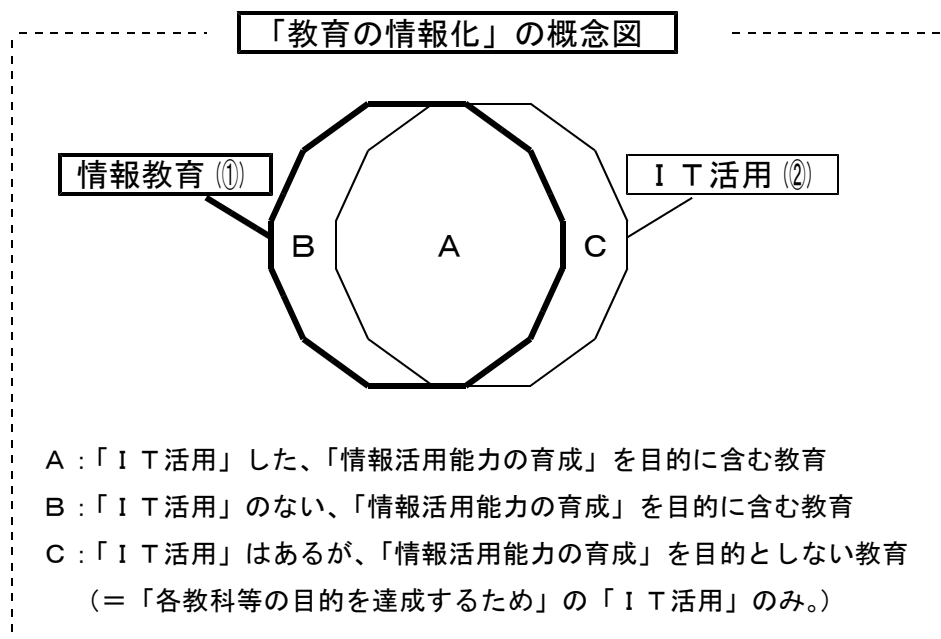 「教育の情報化」の概念図
情報教育(①)
ＩＴ活用(②)
Ｂ
Ａ
Ｃ
Ａ：「ＩＴ活用」した、「情報活用能力の育成」を目的に含む教育
Ｂ：「ＩＴ活用」のない、「情報活用能力の育成」を目的に含む教育
Ｃ：「ＩＴ活用」はあるが、「情報活用能力の育成」を目的としない教育
（＝「各教科等の目的を達成するため」の「ＩＴ活用」のみ。）